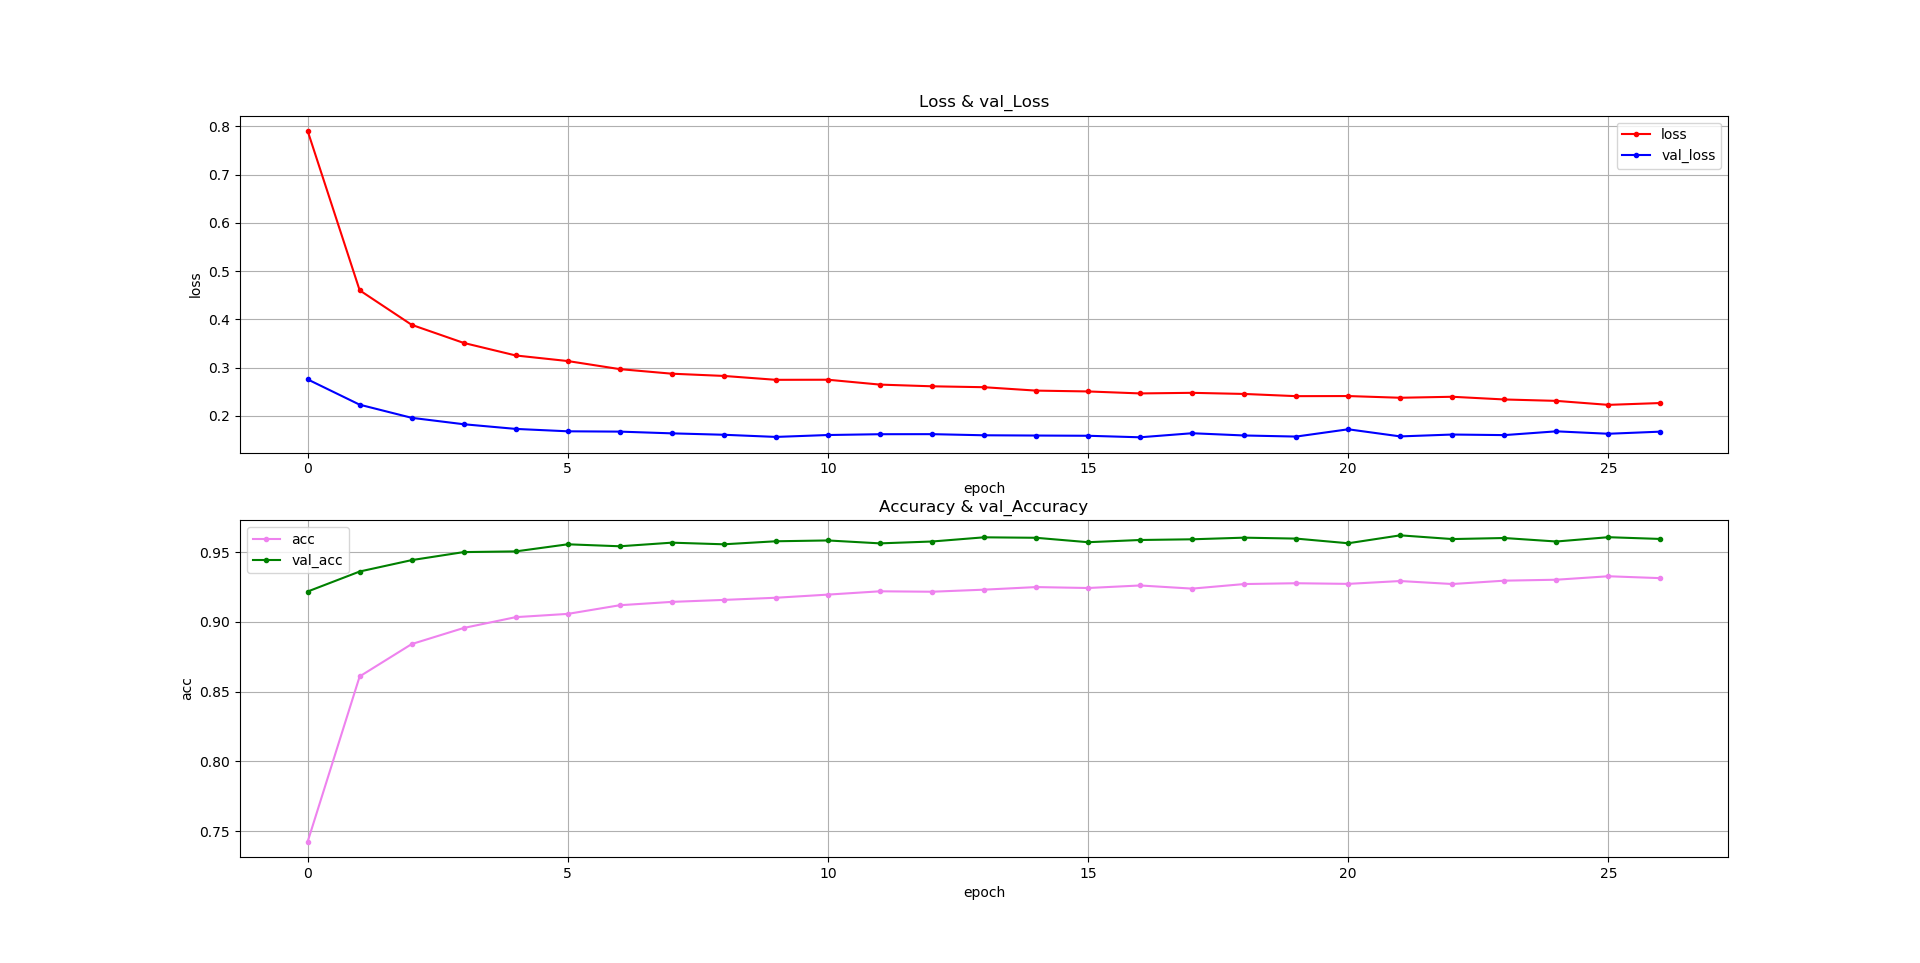 Loss & val_Loss
0.8
0.7
0.6
0.5
0.4
0.3
0.2
loss
loss
val_loss
0 5 10 15 20 25
epoch
Accuracy & val_Accuracy
0.95
0.90
0.85
0.80
0.75
acc
acc
val_acc
0 5 10 15 20 25
epoch